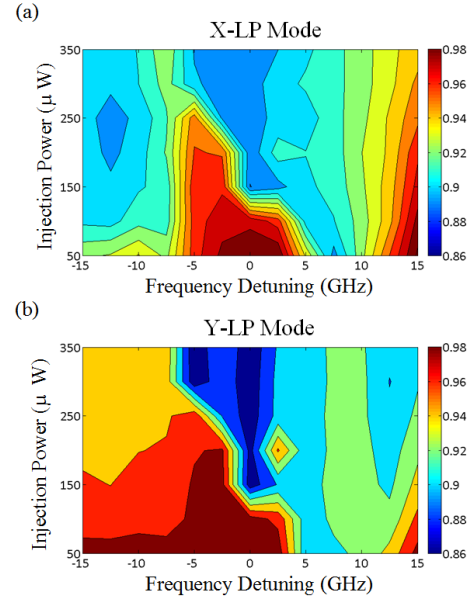 (a)
X-LP Mode
Injection Power (μ W)
350
250
150
50
-15 -10 -5 0 5 10 15
Frequency Detuning (GHz)
0.98
0.96
0.94
0.92
0.90
0.88
0.86
(b)
Y-LP Mode
Injection Power (μ W)
350
250
150
50
-15 -10 -5 0 5 10 15
Frequency Detuning (GHz)
0.98
0.96
0.94
0.92
0.90
0.88
0.86